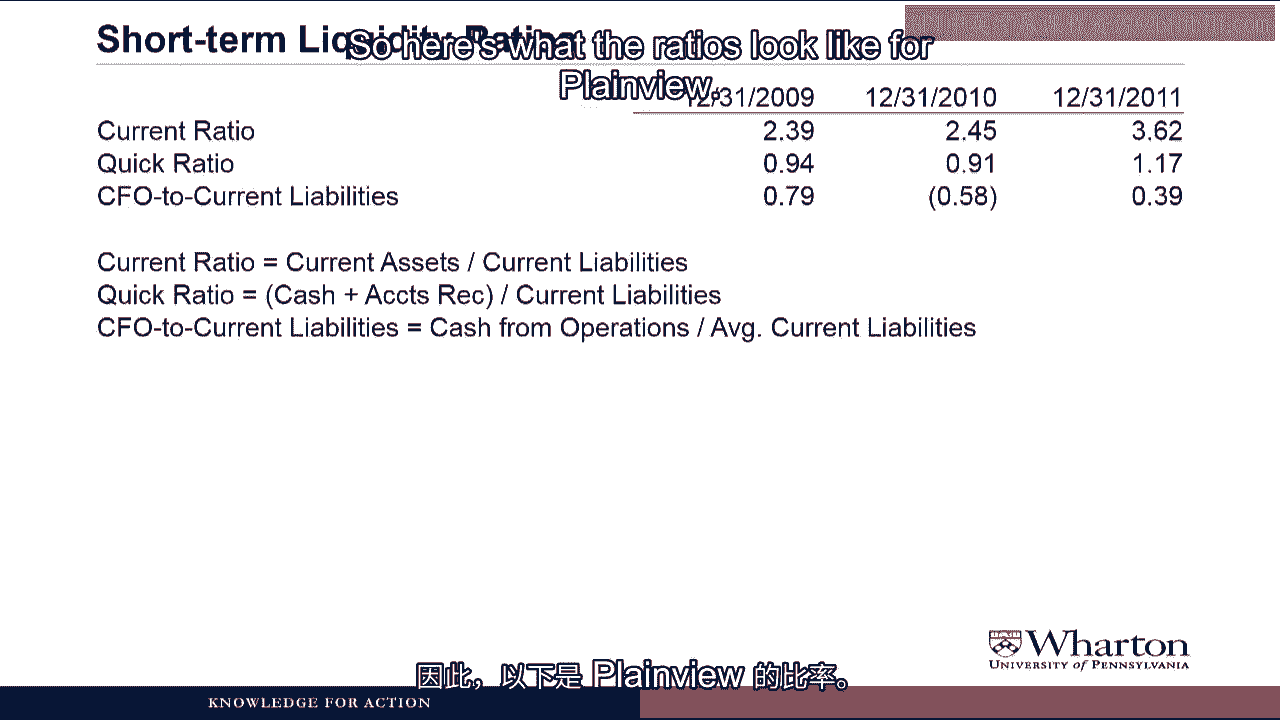 Short-term Liquidity Ratios
So here's what the ratios look like for
Plainview.
12/31/2009 12/31/2010 12/31/2011
Current Ratio 2.39 2.45 3.62
Quick Ratio 0.94 0.91 1.17
CFO-to-Current Liabilities 0.79 (0.58) 0.39
Current Ratio = Current Assets / Current Liabilities
Quick Ratio = (Cash + Accts Rec) / Current Liabilities
CFO-to-Current Liabilities = Cash from Operations / Avg. Current Liabilities
Wharton
UNIVERSITY of PENNSYLVANIA
因此，以下是 Plainview 的比率。
KNOWLEDGE FOR ACTION